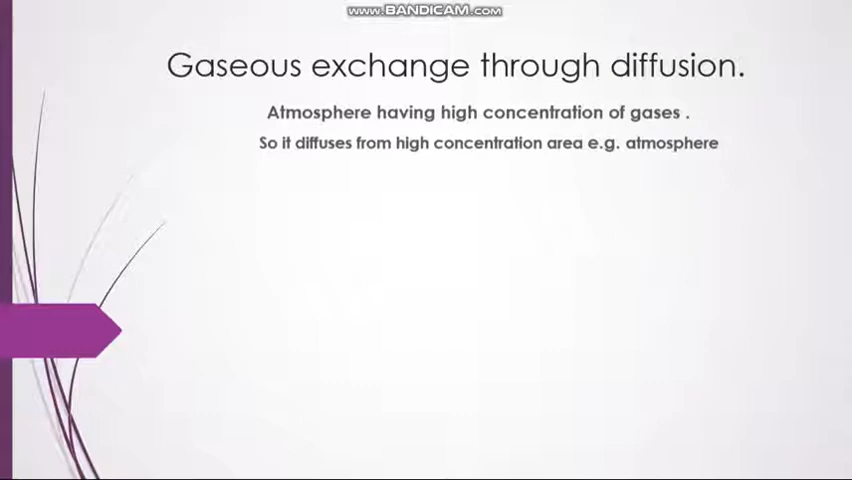 www.BANDICAM.com
Gaseous exchange through diffusion.
Atmosphere having high concentration of gases .
So it diffuses from high concentration area e.g. atmosphere